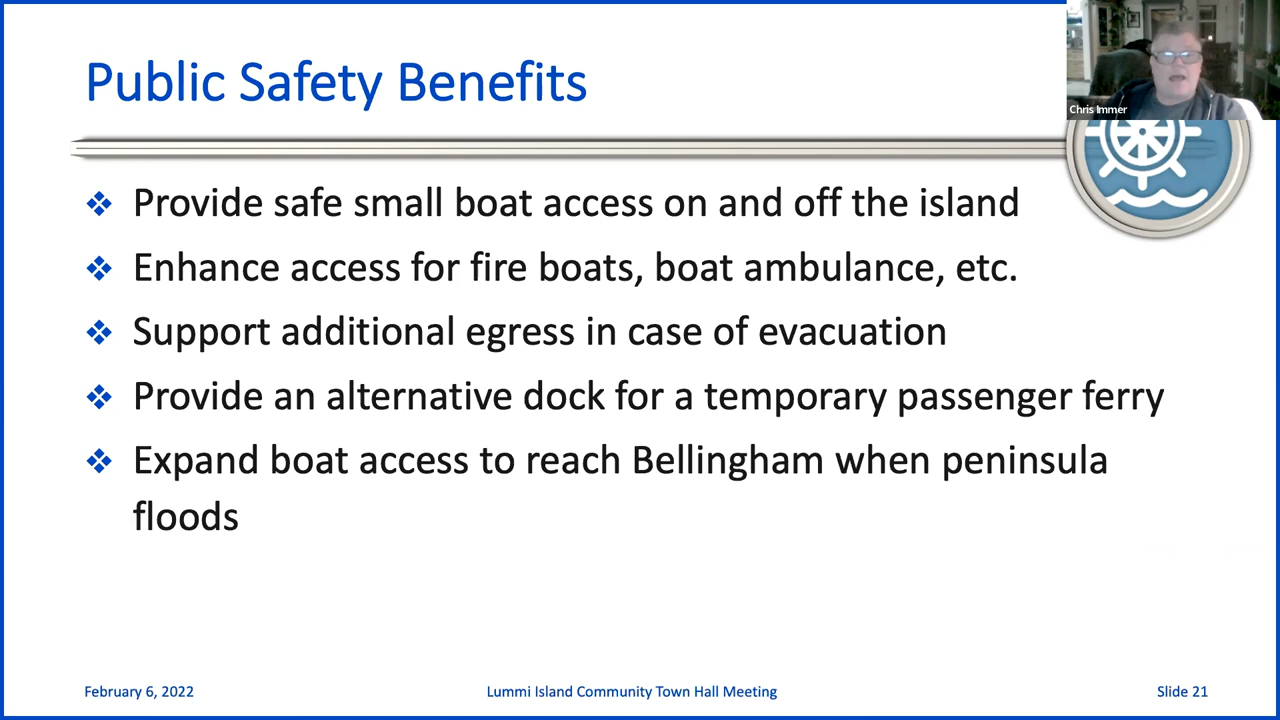 Public Safety Benefits
Chris Immer
Provide safe small boat access on and off the island
Enhance access for fire boats, boat ambulance, etc.
Support additional egress in case of evacuation
Provide an alternative dock for a temporary passenger ferry
Expand boat access to reach Bellingham when peninsula
floods
February 6, 2022
Lummi Island Community Town Hall Meeting
Slide 21